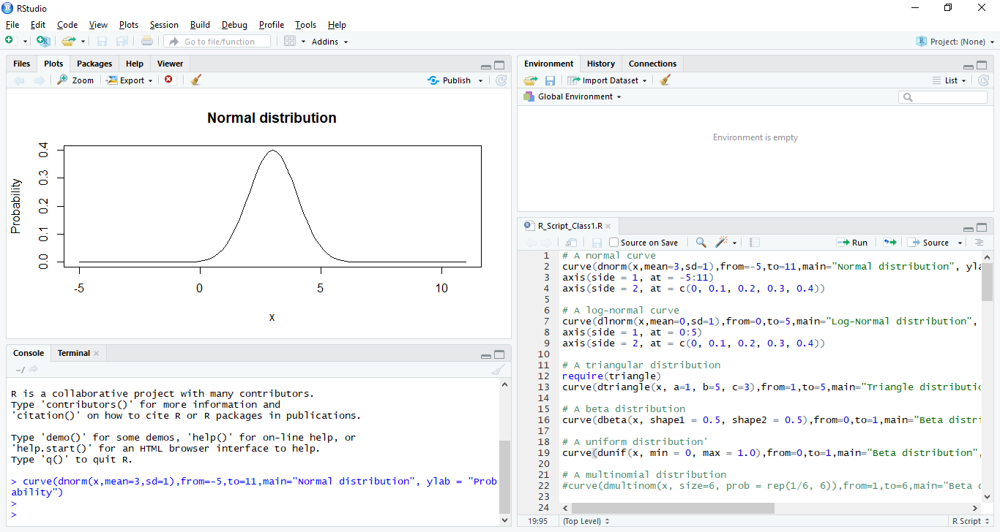 RStudio
File Edit Code View Plots Session Build Debug Profile Tools Help
Go to file/function Addins Project: (None)
Files Plots Packages Help Viewer
Zoom Export Publish
Normal distribution
Probability
0.0 0.1 0.2 0.3 0.4
-5 0 5 10
x
Console Terminal
~/
R is a collaborative project with many contributors.
Type 'contributors()' for more information and
'citation()' on how to cite R or R packages in publications.
Type 'demo()' for some demos, 'help()' for on-line help, or
'help.start()' for an HTML browser interface to help.
Type 'q()' to quit R.
> curve(dnorm(x,mean=3,sd=1),from=-5,to=11,main="Normal distribution", ylab = "Prob
ability")
>
>
Environment History Connections
Import Dataset List
Global Environment
Environment is empty
R_Script_Class1.R
Source on Save Run Source
1 # A normal curve
2 curve(dnorm(x,mean=3,sd=1),from=-5,to=11,main="Normal distribution", yla
3 axis(side = 1, at = -5:11)
4 axis(side = 2, at = c(0, 0.1, 0.2, 0.3, 0.4))
5
6 # A log-normal curve
7 curve(dlnorm(x,mean=0,sd=1),from=0,to=5,main="Log-Normal distribution",
8 axis(side = 1, at = 0:5)
9 axis(side = 2, at = c(0, 0.1, 0.2, 0.3, 0.4))
10
11 # A triangular distribution
12 require(triangle)
13 curve(dtriangle(x, a=1, b=5, c=3),from=1,to=5,main="Triangle distributio
14
15 # A beta distribution
16 curve(dbeta(x, shape1 = 0.5, shape2 = 0.5),from=0,to=1,main="Beta distri
17
18 # A uniform distribution'
19 curve(dunif(x, min = 0, max = 1.0),from=0,to=1,main="Beta distribution",
20
21 # A multinomial distribution
22 #curve(dmultinom(x, size=6, prob = rep(1/6, 6)),from=1,to=6,main="Beta d
23
24
19:95 (Top Level) R Script